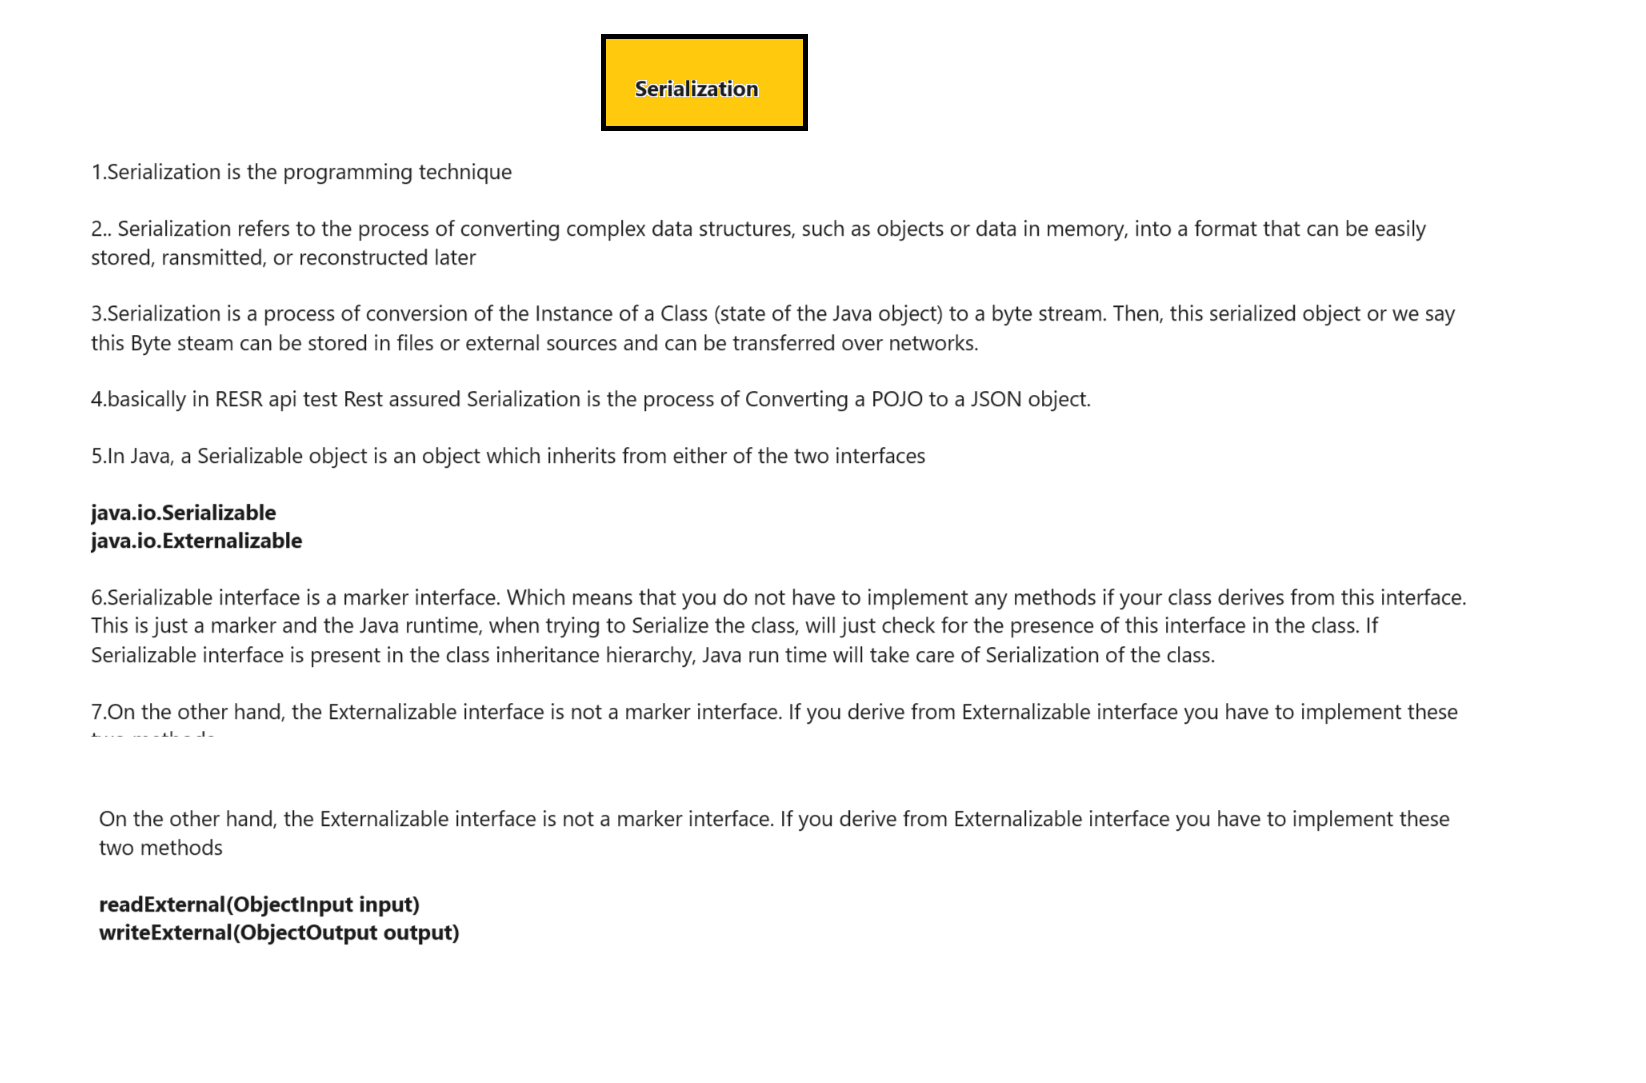 Serialization
1.Serialization is the programming technique
2.. Serialization refers to the process of converting complex data structures, such as objects or data in memory, into a format that can be easily
stored, ransmitted, or reconstructed later
3.Serialization is a process of conversion of the Instance of a Class (state of the Java object) to a byte stream. Then, this serialized object or we say
this Byte steam can be stored in files or external sources and can be transferred over networks.
4.basically in RESR api test Rest assured Serialization is the process of Converting a POJO to a JSON object.
5.In Java, a Serializable object is an object which inherits from either of the two interfaces
java.io.Serializable
java.io.Externalizable
6.Serializable interface is a marker interface. Which means that you do not have to implement any methods if your class derives from this interface.
This is just a marker and the Java runtime, when trying to Serialize the class, will just check for the presence of this interface in the class. If
Serializable interface is present in the class inheritance hierarchy, Java run time will take care of Serialization of the class.
7.On the other hand, the Externalizable interface is not a marker interface. If you derive from Externalizable interface you have to implement these
On the other hand, the Externalizable interface is not a marker interface. If you derive from Externalizable interface you have to implement these
two methods
readExternal(ObjectInput input)
writeExternal(ObjectOutput output)